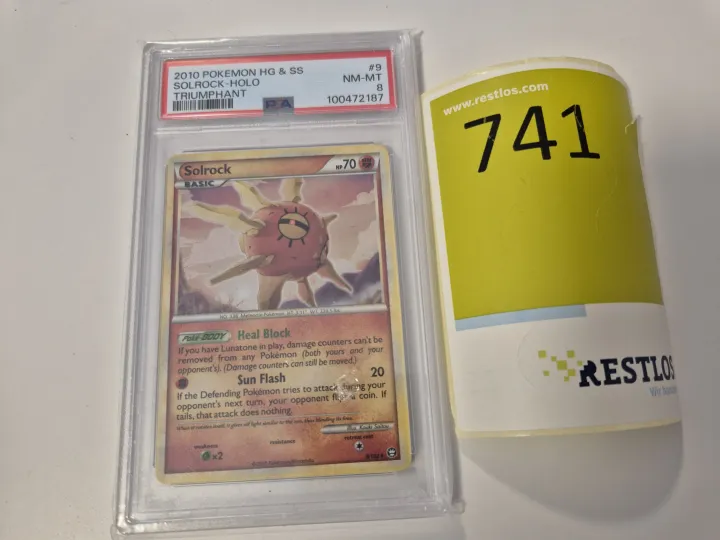 2010 POKEMON HG & SS #9
SOLROCK-HOLO NM-MT
TRIUMPHANT 8
PSA 100472187
Solrock HP70
BASIC
Poké-BODY Heal Block
If you have Lunatone in play, damage counters can't be
removed from any Pokémon (both yours and your
opponent's). (Damage counters can still be moved.)
Sun Flash 20
If the Defending Pokémon tries to attack during your
opponent's next turn, your opponent flips a coin. If
tails, that attack does nothing.
weakness resistance retreat cost
×2
www.restlos.com
741
RESTLOS